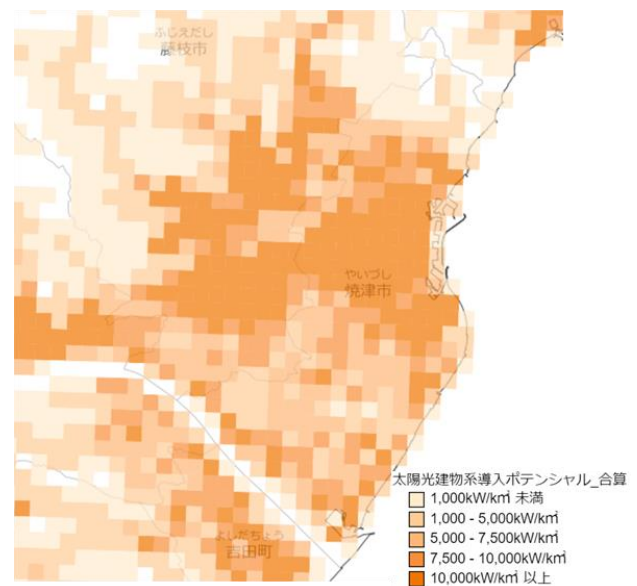 ふじえだし
藤枝市
やいづし
焼津市
よしだちょう
吉田町
太陽光建物系導入ポテンシャル_合算
1,000kW/k㎡ 未満
1,000 - 5,000kW/k㎡
5,000 - 7,500kW/k㎡
7,500 - 10,000kW/k㎡
10,000kW/k㎡ 以上